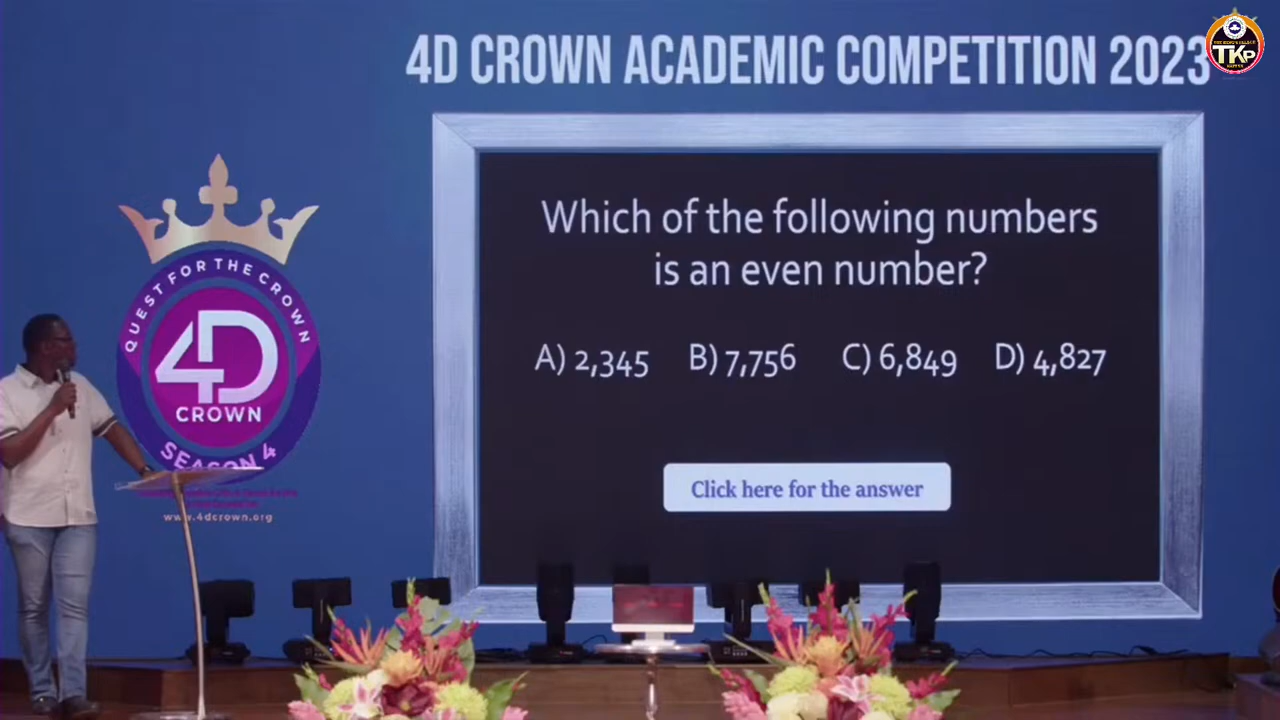 4D CROWN ACADEMIC COMPETITION 2023
TKP
Which of the following numbers
is an even number?
A) 2,345 B) 7,756 C) 6,849 D) 4,827
Click here for the answer
QUEST FOR THE CROWN
4D
CROWN
SEASON 4
www.4dcrown.org